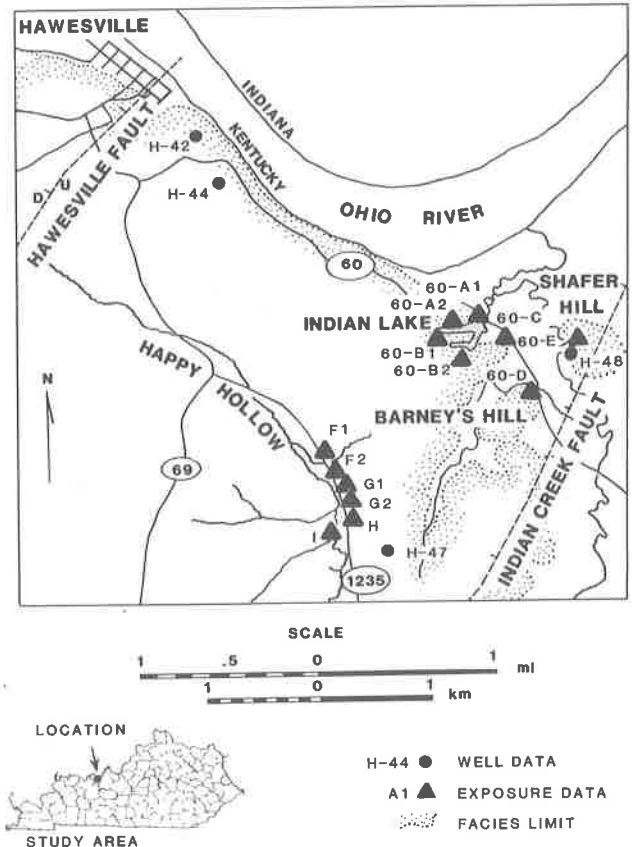 HAWESVILLE
INDIANA
KENTUCKY
H-42
HAWESVILLE FAULT
D U
H-44
OHIO RIVER
60
60-A1
SHAFER HILL
60-A2
60-C
INDIAN LAKE
60-E
60-B1
H-48
60-B2
HAPPY HOLLOW
60-D
N
BARNEY'S HILL
F1
F2
69
G1
G2
INDIAN CREEK FAULT
H
I
H-47
1235
SCALE
1 .5 0 1 mi
1 0 1 km
LOCATION
H-44 WELL DATA
A1 EXPOSURE DATA
FACIES LIMIT
STUDY AREA